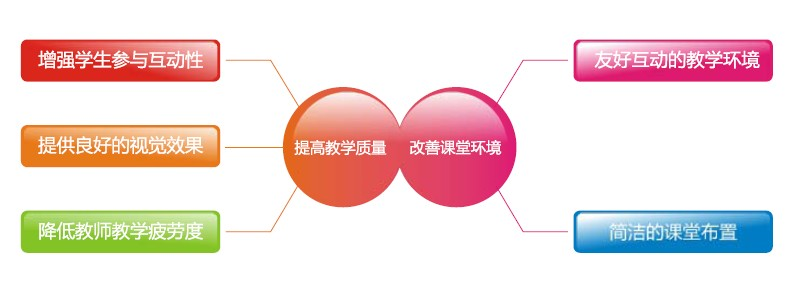 增强学生参与互动性
提供良好的视觉效果
降低教师教学疲劳度
提高教学质量
改善课堂环境
友好互动的教学环境
简洁的课堂布置